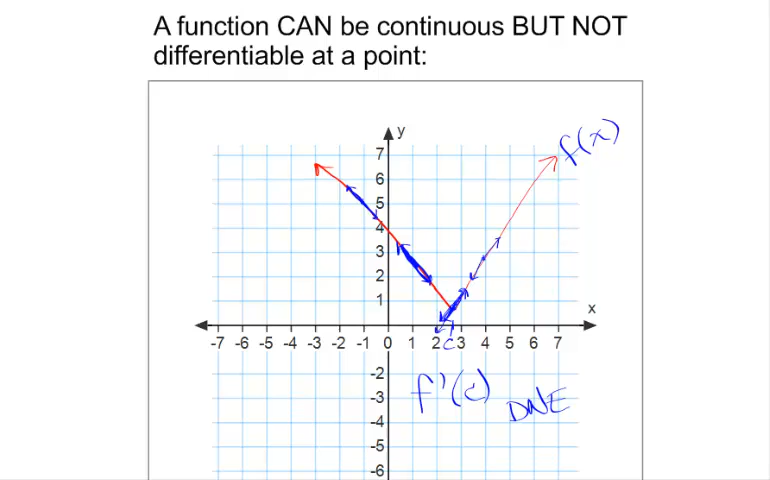 A function CAN be continuous BUT NOT
differentiable at a point:
y
f(x)
7
6
5
4
3
2
1
x
-7 -6 -5 -4 -3 -2 -1 0 1 2 3 4 5 6 7
c
-2
-3
-4
-5
-6
f'(c) DNE